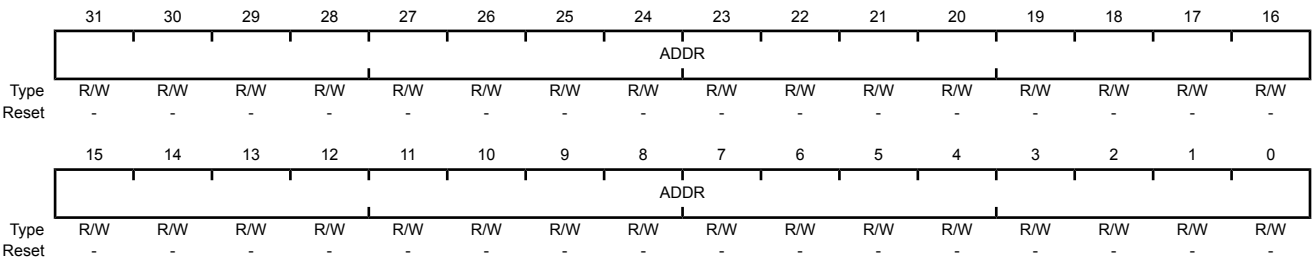 31 30 29 28 27 26 25 24 23 22 21 20 19 18 17 16
ADDR
Type R/W R/W R/W R/W R/W R/W R/W R/W R/W R/W R/W R/W R/W R/W R/W R/W
Reset - - - - - - - - - - - - - - - -
15 14 13 12 11 10 9 8 7 6 5 4 3 2 1 0
ADDR
Type R/W R/W R/W R/W R/W R/W R/W R/W R/W R/W R/W R/W R/W R/W R/W R/W
Reset - - - - - - - - - - - - - - - -